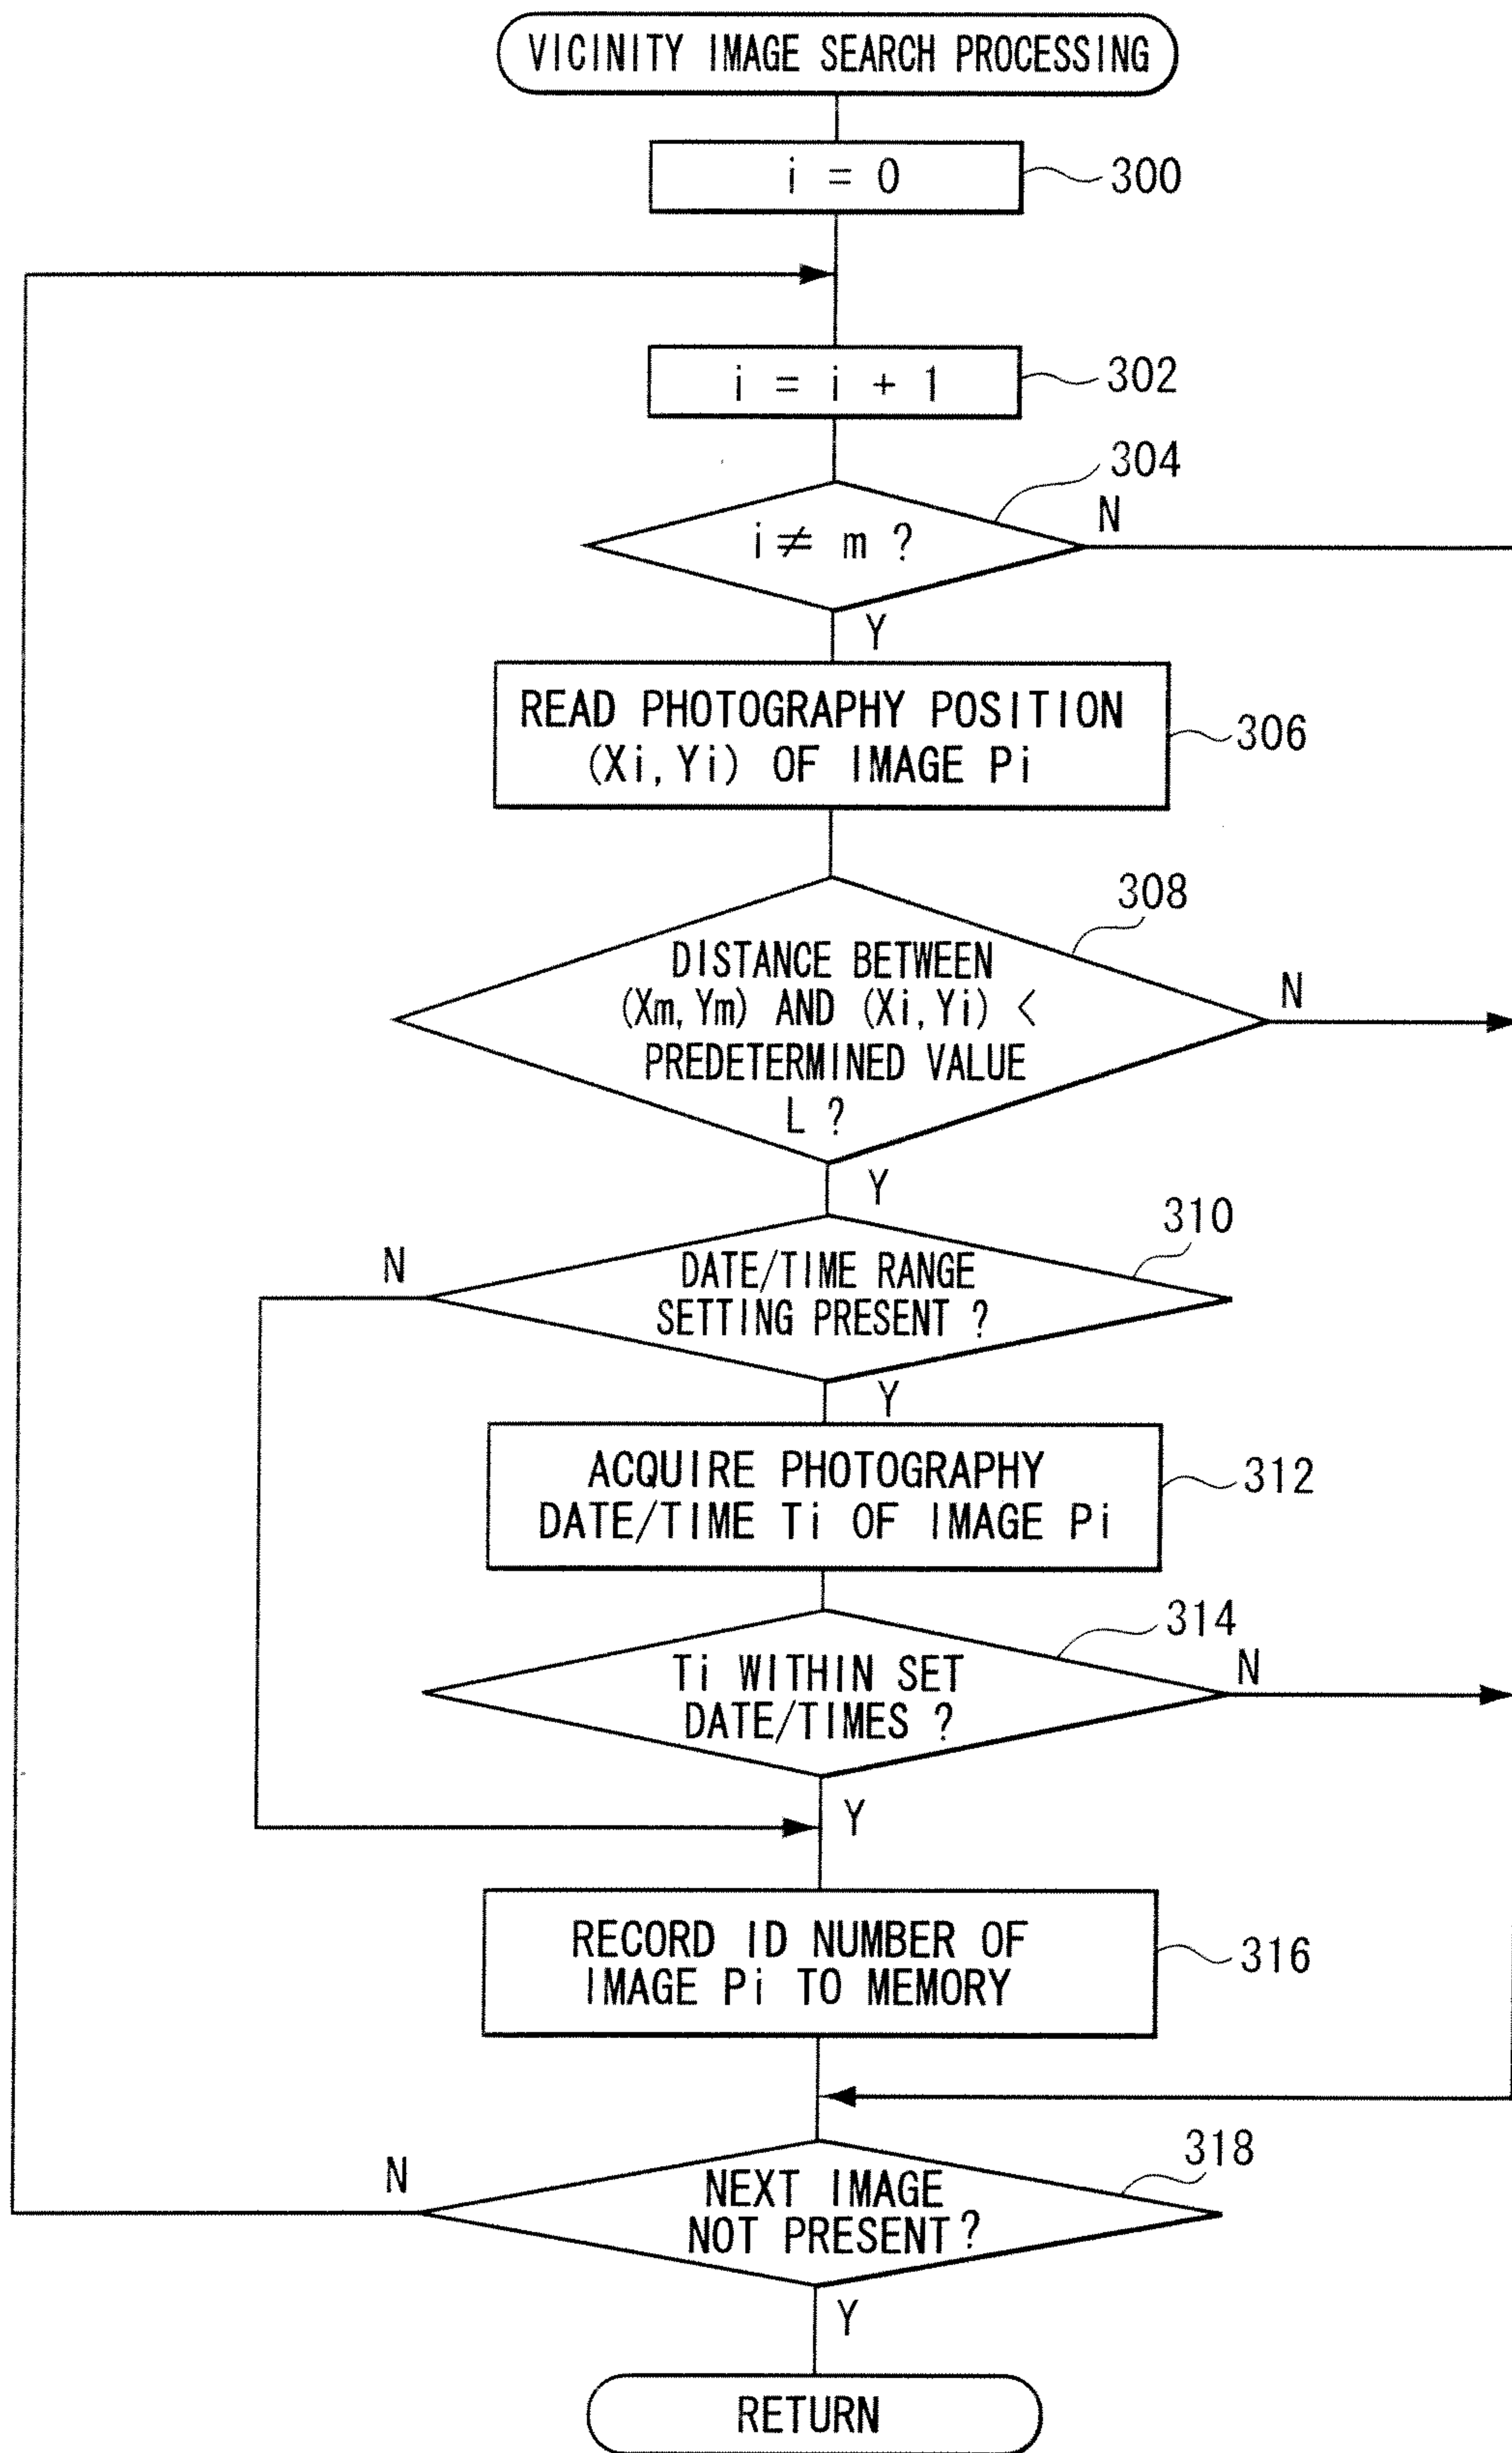 VICINITY IMAGE SEARCH PROCESSING
i = 0
300
i = i + 1
302
304
i ≠ m ?
N
Y
READ PHOTOGRAPHY POSITION
(Xi, Yi) OF IMAGE Pi
306
308
DISTANCE BETWEEN
(Xm, Ym) AND (Xi, Yi) <
PREDETERMINED VALUE
L ?
N
Y
310
N
DATE/TIME RANGE
SETTING PRESENT ?
Y
ACQUIRE PHOTOGRAPHY
DATE/TIME Ti OF IMAGE Pi
312
314
Ti WITHIN SET
DATE/TIMES ?
N
Y
RECORD ID NUMBER OF
IMAGE Pi TO MEMORY
316
318
N
NEXT IMAGE
NOT PRESENT ?
Y
RETURN